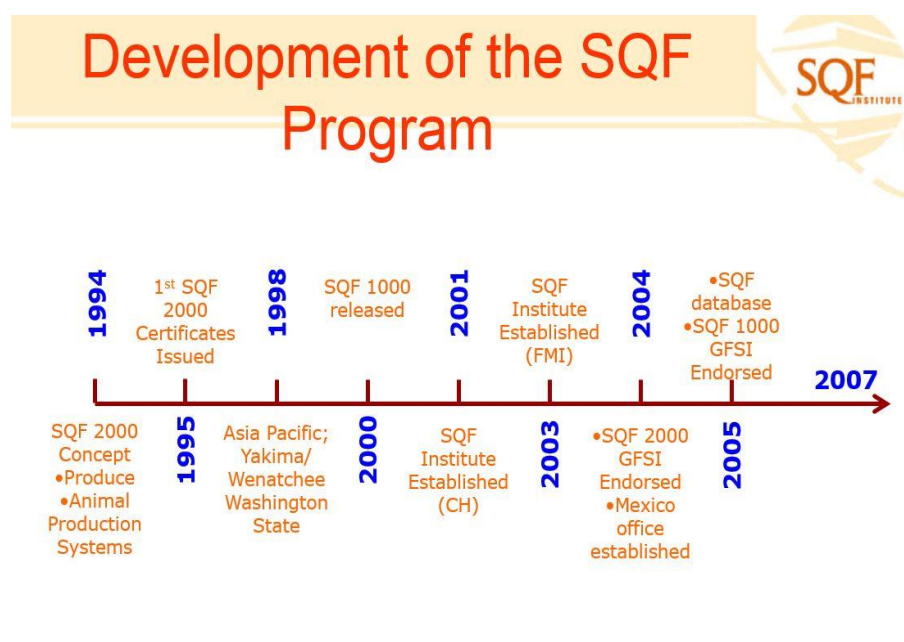 Development of the SQF
Program
SQF
INSTITUTE
1994
1st SQF
2000
Certificates
Issued
1998
SQF 1000
released
2001
SQF
Institute
Established
(FMI)
2004
•SQF
database
•SQF 1000
GFSI
Endorsed
2007
SQF 2000
Concept
•Produce
•Animal
Production
Systems
1995
Asia Pacific;
Yakima/
Wenatchee
Washington
State
2000
SQF
Institute
Established
(CH)
2003
•SQF 2000
GFSI
Endorsed
•Mexico
office
established
2005